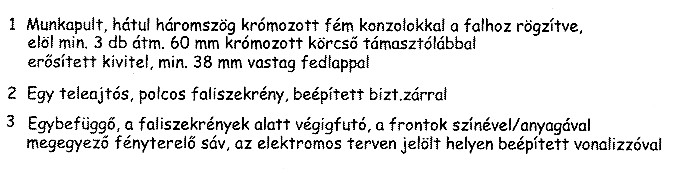 1 Munkapult, hátul háromszög krómozott fém konzolokkal a falhoz rögzítve,
elöl min. 3 db átm. 60 mm krómozott körcső támasztólábbal
erősített kivitel, min. 38 mm vastag fedlappal
2 Egy teleajtós, polcos faliszekrény, beépített bizt.zárral
3 Egybefüggő, a faliszekrények alatt végigfutó, a frontok színével/anyagával
megegyező fényterelő sáv, az elektromos terven jelölt helyen beépített vonalizzóval